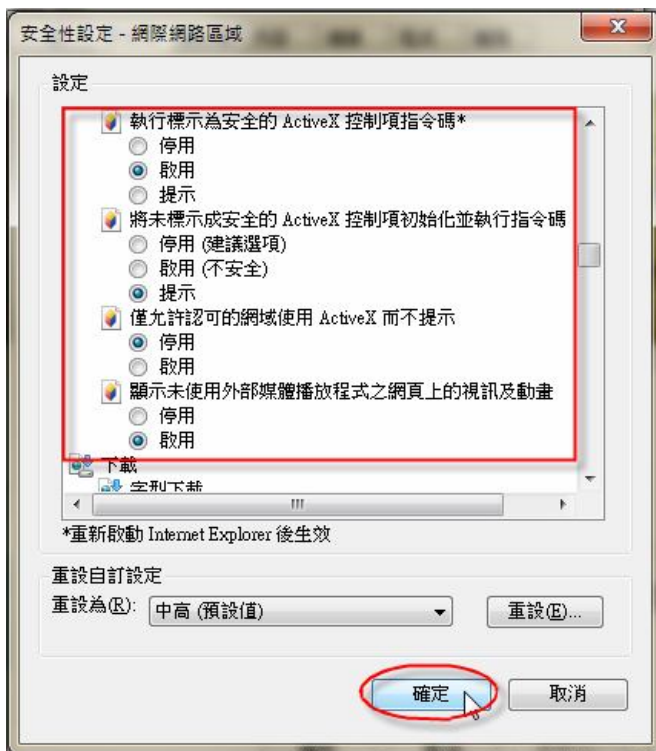 安全性設定 - 網際網路區域
設定
執行標示為安全的 ActiveX 控制項指令碼*
停用
啟用
提示
將未標示成安全的 ActiveX 控制項初始化並執行指令碼
停用 (建議選項)
啟用 (不安全)
提示
僅允許認可的網域使用 ActiveX 而不提示
停用
啟用
顯示未使用外部媒體播放程式之網頁上的視訊及動畫
停用
啟用
下載
字型下載
*重新啟動 Internet Explorer 後生效
重設自訂設定
重設為(R): 中高 (預設值) 重設(E)...
確定 取消